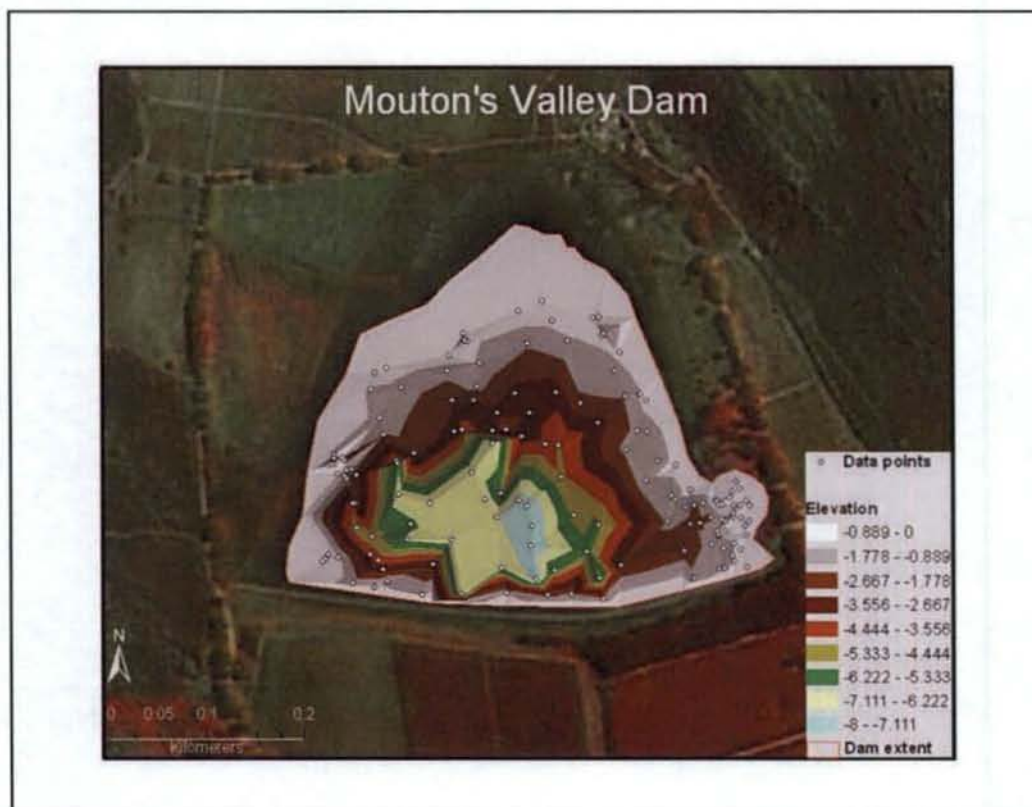 Mouton's Valley Dam
Data points
Elevation
-0.889 - 0
-1.778 - -0.889
-2.667 - -1.778
-3.556 - -2.667
-4.444 - -3.556
-5.333 - -4.444
-6.222 - -5.333
-7.111 - -6.222
-8 - -7.111
Dam extent
N
0 0.05 0.1 0.2
Kilometers